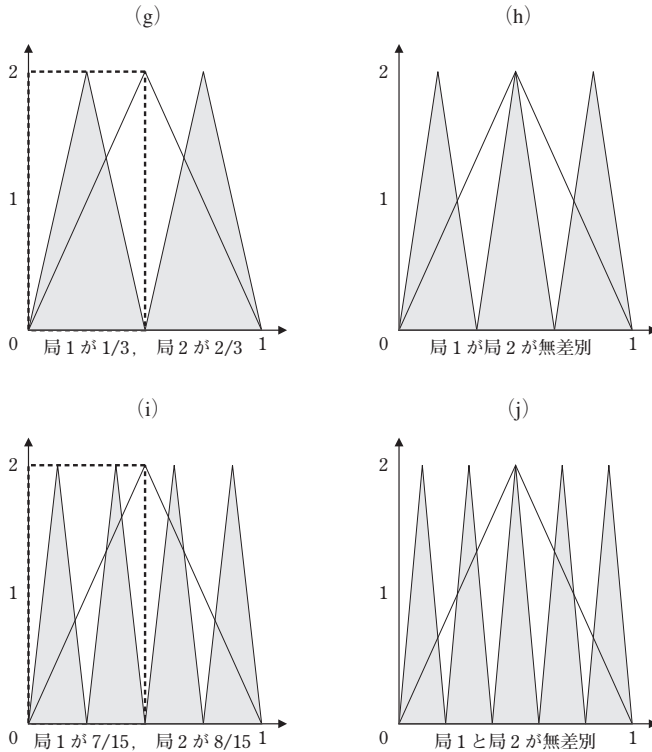 (g)
2
1
0
局 1 が 1/3, 局 2 が 2/3
1
(h)
2
1
0
局 1 が局 2 が無差別
1
(i)
2
1
0
局 1 が 7/15, 局 2 が 8/15
1
(j)
2
1
0
局 1 と局 2 が無差別
1